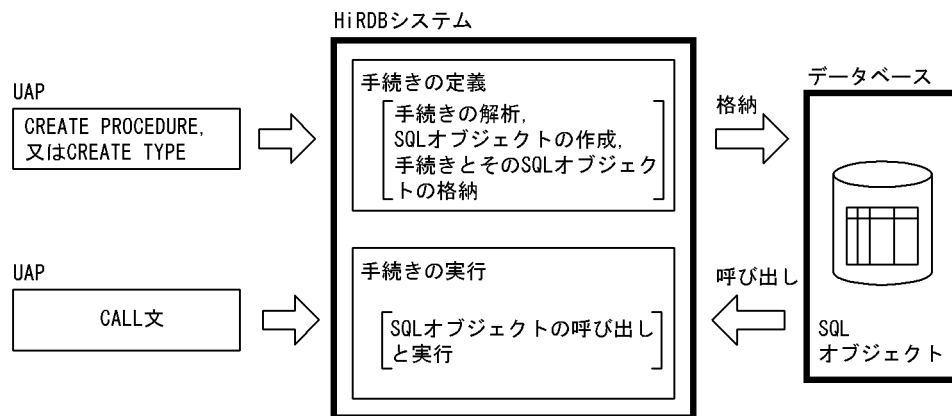 HiRDBシステム
UAP
CREATE PROCEDURE,
又はCREATE TYPE
手続きの定義
手続きの解析,
SQLオブジェクトの作成,
手続きとそのSQLオブジェク
トの格納
格納
データベース
UAP
CALL文
手続きの実行
SQLオブジェクトの呼び出し
と実行
呼び出し
SQL
オブジェクト